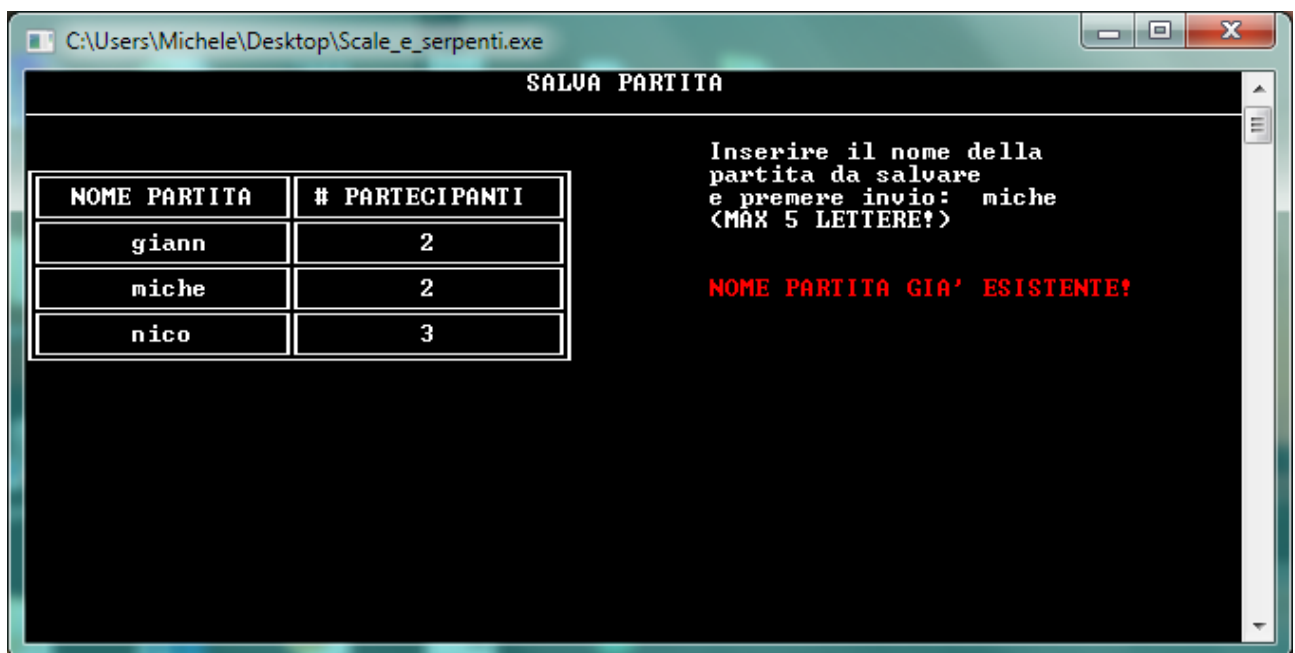 C:\Users\Michele\Desktop\Scale_e_serpenti.exe
SALVA PARTITA
NOME PARTITA # PARTECIPANTI
giann 2
miche 2
nico 3
Inserire il nome della
partita da salvare
e premere invio: miche
(MAX 5 LETTERE!)
NOME PARTITA GIA' ESISTENTE!